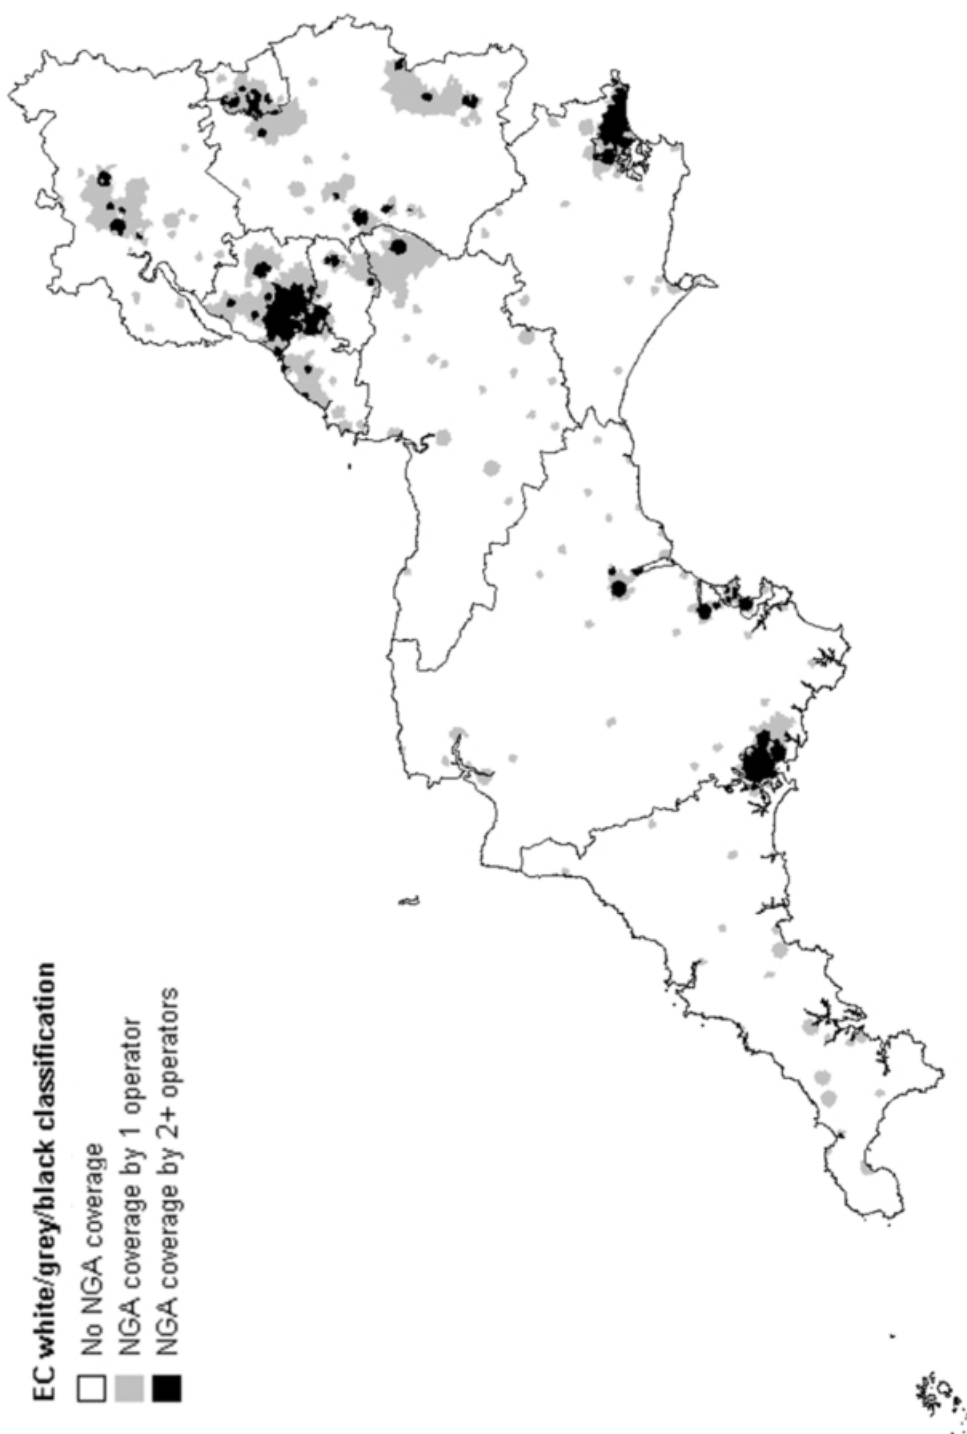 EC white/grey/black classification
No NGA coverage
NGA coverage by 1 operator
NGA coverage by 2+ operators